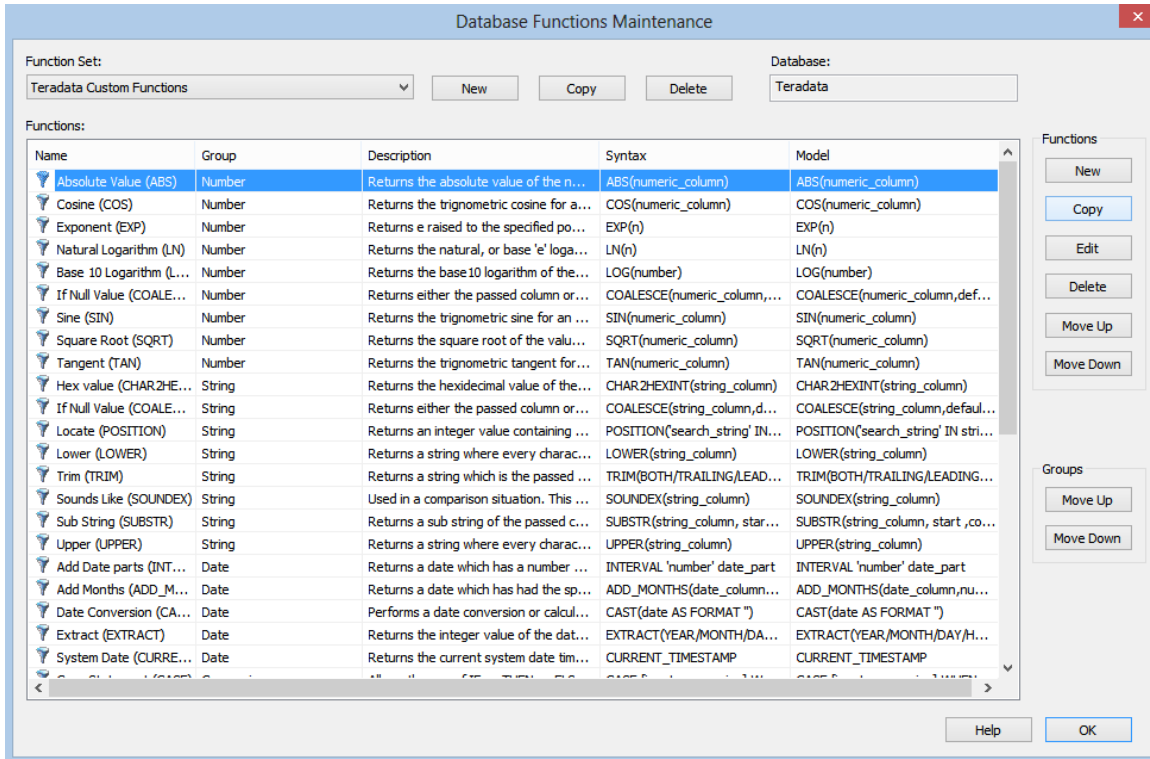 Database Functions Maintenance
Function Set:
Database:
Teradata Custom Functions
New
Copy
Delete
Teradata
Functions:
Functions
Name Group Description Syntax Model
Absolute Value (ABS) Number Returns the absolute value of the n... ABS(numeric_column) ABS(numeric_column)
New
Cosine (COS) Number Returns the trignometric cosine for a... COS(numeric_column) COS(numeric_column)
Copy
Exponent (EXP) Number Returns e raised to the specified po... EXP(n) EXP(n)
Natural Logarithm (LN) Number Returns the natural, or base 'e' loga... LN(n) LN(n)
Edit
Base 10 Logarithm (L... Number Returns the base10 logarithm of the... LOG(number) LOG(number)
If Null Value (COALE... Number Returns either the passed column or... COALESCE(numeric_column,... COALESCE(numeric_column,def...
Delete
Sine (SIN) Number Returns the trignometric sine for an ... SIN(numeric_column) SIN(numeric_column)
Move Up
Square Root (SQRT) Number Returns the square root of the valu... SQRT(numeric_column) SQRT(numeric_column)
Tangent (TAN) Number Returns the trignometric tangent for... TAN(numeric_column) TAN(numeric_column)
Move Down
Hex value (CHAR2HE... String Returns the hexidecimal value of the... CHAR2HEXINT(string_column) CHAR2HEXINT(string_column)
If Null Value (COALE... String Returns either the passed column or... COALESCE(string_column,d... COALESCE(string_column,defaul...
Locate (POSITION) String Returns an integer value containing ... POSITION('search_string' IN... POSITION('search_string' IN stri...
Lower (LOWER) String Returns a string where every charac... LOWER(string_column) LOWER(string_column)
Trim (TRIM) String Returns a string which is the passed ... TRIM(BOTH/TRAILING/LEAD... TRIM(BOTH/TRAILING/LEADING...
Groups
Sounds Like (SOUNDEX) String Used in a comparison situation. This ... SOUNDEX(string_column) SOUNDEX(string_column)
Move Up
Sub String (SUBSTR) String Returns a sub string of the passed c... SUBSTR(string_column, star... SUBSTR(string_column, start ,co...
Upper (UPPER) String Returns a string where every charac... UPPER(string_column) UPPER(string_column)
Move Down
Add Date parts (INT... Date Returns a date which has a number ... INTERVAL 'number' date_part INTERVAL 'number' date_part
Add Months (ADD_M... Date Returns a date which has had the sp... ADD_MONTHS(date_column... ADD_MONTHS(date_column,nu...
Date Conversion (CA... Date Performs a date conversion or calcul... CAST(date AS FORMAT '') CAST(date AS FORMAT '')
Extract (EXTRACT) Date Returns the integer value of the dat... EXTRACT(YEAR/MONTH/DA... EXTRACT(YEAR/MONTH/DAY/H...
System Date (CURRE... Date Returns the current system date tim... CURRENT_TIMESTAMP CURRENT_TIMESTAMP
Help
OK